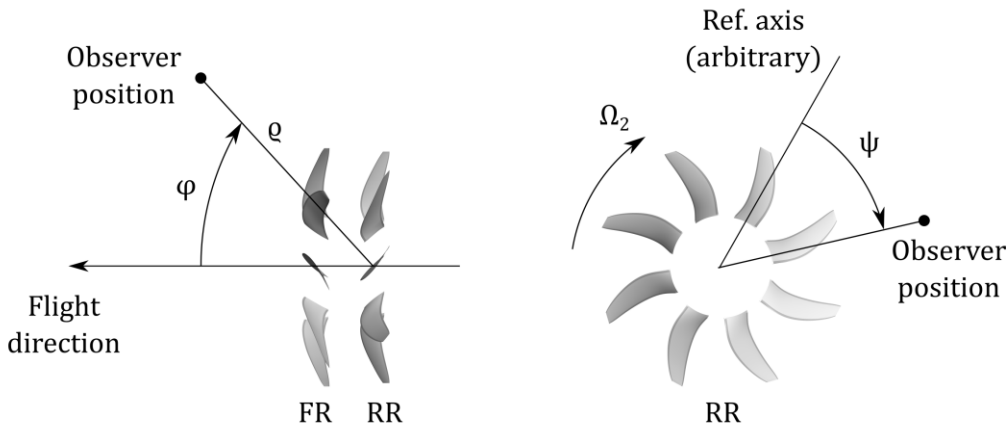 Observer
position
ϱ
φ
Flight
direction
FR
RR
Ref. axis
(arbitrary)
Ω2
ψ
Observer
position
RR